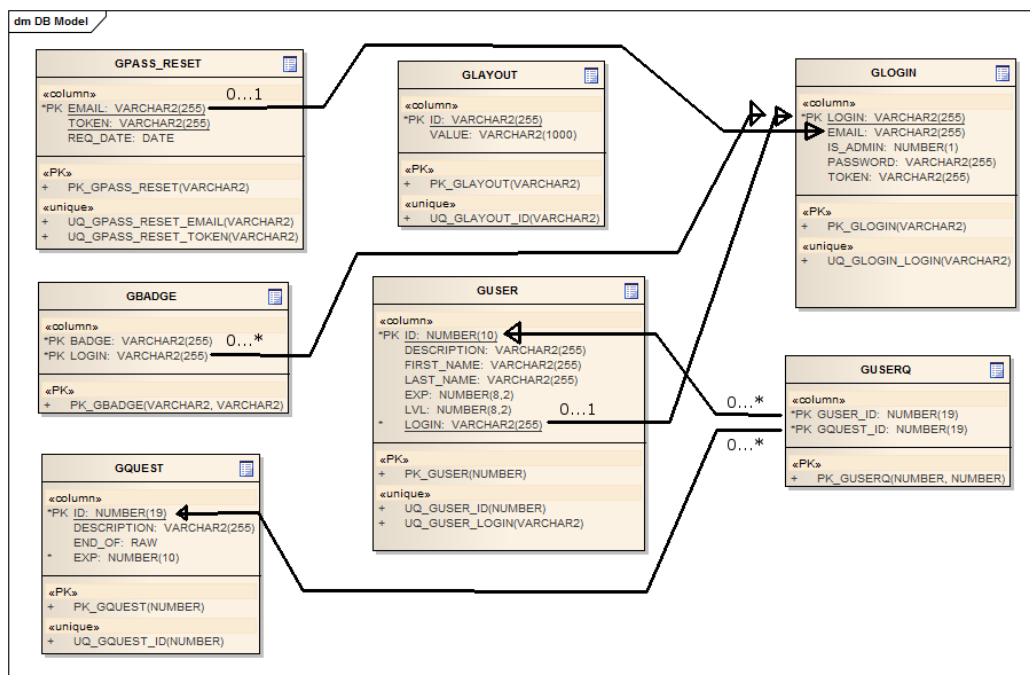 dm DB Model
GPASS_RESET
«column»
*PK EMAIL: VARCHAR2(255)
TOKEN: VARCHAR2(255)
REQ_DATE: DATE
«PK»
+ PK_GPASS_RESET(VARCHAR2)
«unique»
+ UQ_GPASS_RESET_EMAIL(VARCHAR2)
+ UQ_GPASS_RESET_TOKEN(VARCHAR2)
0...1
GLAYOUT
«column»
*PK ID: VARCHAR2(255)
VALUE: VARCHAR2(1000)
«PK»
+ PK_GLAYOUT(VARCHAR2)
«unique»
+ UQ_GLAYOUT_ID(VARCHAR2)
GLOGIN
«column»
*PK LOGIN: VARCHAR2(255)
EMAIL: VARCHAR2(255)
IS_ADMIN: NUMBER(1)
PASSWORD: VARCHAR2(255)
TOKEN: VARCHAR2(255)
«PK»
+ PK_GLOGIN(VARCHAR2)
«unique»
+ UQ_GLOGIN_LOGIN(VARCHAR2)
GBADGE
«column»
*PK BADGE: VARCHAR2(255)
*PK LOGIN: VARCHAR2(255)
«PK»
+ PK_GBADGE(VARCHAR2, VARCHAR2)
0...*
GUSER
«column»
*PK ID: NUMBER(10)
DESCRIPTION: VARCHAR2(255)
FIRST_NAME: VARCHAR2(255)
LAST_NAME: VARCHAR2(255)
EXP: NUMBER(8,2)
LVL: NUMBER(8,2)
* LOGIN: VARCHAR2(255)
«PK»
+ PK_GUSER(NUMBER)
«unique»
+ UQ_GUSER_ID(NUMBER)
+ UQ_GUSER_LOGIN(VARCHAR2)
0...1
GUSERQ
«column»
*PK GUSER_ID: NUMBER(19)
*PK GQUEST_ID: NUMBER(19)
«PK»
+ PK_GUSERQ(NUMBER, NUMBER)
0...*
0...*
GQUEST
«column»
*PK ID: NUMBER(19)
DESCRIPTION: VARCHAR2(255)
END_OF: RAW
* EXP: NUMBER(10)
«PK»
+ PK_GQUEST(NUMBER)
«unique»
+ UQ_GQUEST_ID(NUMBER)